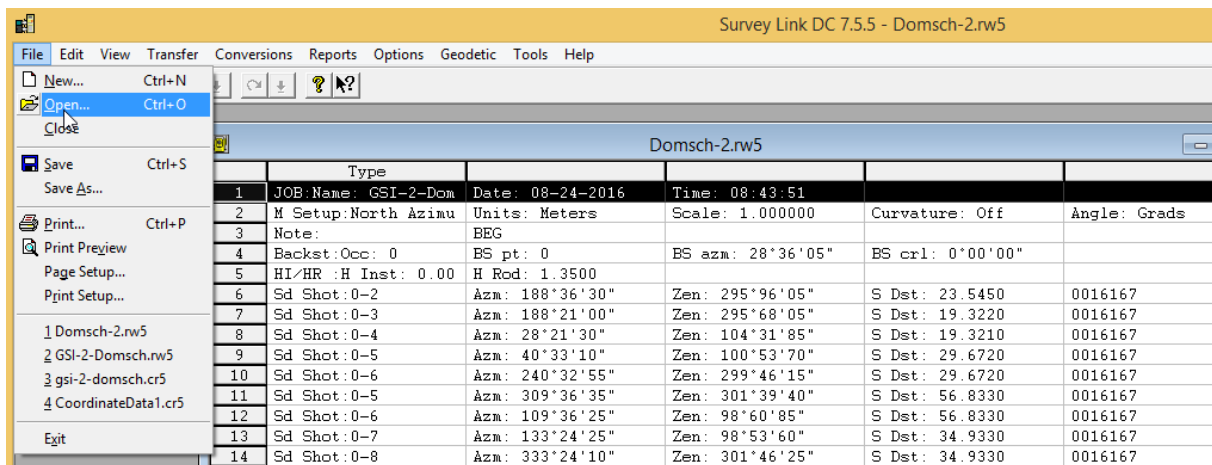 Survey Link DC 7.5.5 - Domsch-2.rw5
File Edit View Transfer Conversions Reports Options Geodetic Tools Help
New... Ctrl+N
Open... Ctrl+O
Close
Save Ctrl+S
Save As...
Print... Ctrl+P
Print Preview
Page Setup...
Print Setup...
1 Domsch-2.rw5
2 GSI-2-Domsch.rw5
3 gsi-2-domsch.cr5
4 CoordinateData1.cr5
Exit
Domsch-2.rw5
Type
1 JOB:Name: GSI-2-Dom Date: 08-24-2016 Time: 08:43:51
2 M Setup:North Azimu Units: Meters Scale: 1.000000 Curvature: Off Angle: Grads
3 Note: BEG
4 Backst:Occ: 0 BS pt: 0 BS azm: 28°36'05" BS crl: 0°00'00"
5 HI/HR :H Inst: 0.00 H Rod: 1.3500
6 Sd Shot:0-2 Azm: 188°36'30" Zen: 295°96'05" S Dst: 23.5450 0016167
7 Sd Shot:0-3 Azm: 188°21'00" Zen: 295°68'05" S Dst: 19.3220 0016167
8 Sd Shot:0-4 Azm: 28°21'30" Zen: 104°31'85" S Dst: 19.3210 0016167
9 Sd Shot:0-5 Azm: 40°33'10" Zen: 100°53'70" S Dst: 29.6720 0016167
10 Sd Shot:0-6 Azm: 240°32'55" Zen: 299°46'15" S Dst: 29.6720 0016167
11 Sd Shot:0-5 Azm: 309°36'35" Zen: 301°39'40" S Dst: 56.8330 0016167
12 Sd Shot:0-6 Azm: 109°36'25" Zen: 98°60'85" S Dst: 56.8330 0016167
13 Sd Shot:0-7 Azm: 133°24'25" Zen: 98°53'60" S Dst: 34.9330 0016167
14 Sd Shot:0-8 Azm: 333°24'10" Zen: 301°46'25" S Dst: 34.9330 0016167